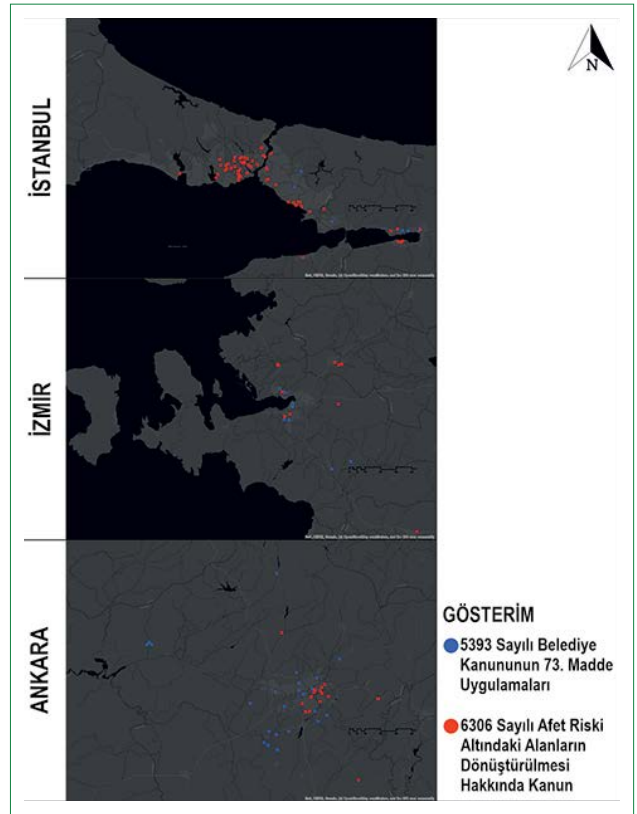 N
İSTANBUL
İZMİR
ANKARA
GÖSTERİM
5393 Sayılı Belediye
Kanununun 73. Madde
Uygulamaları
6306 Sayılı Afet Riski
Altındaki Alanların
Dönüştürülmesi
Hakkında Kanun